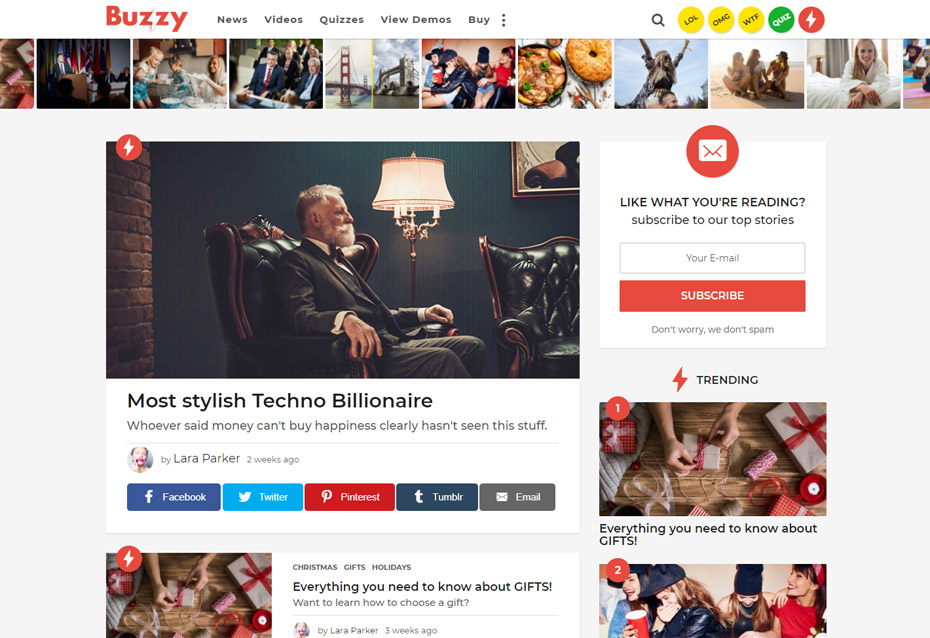 Buzzy
News Videos Quizzes View Demos Buy
LOL OMG WTF QUIZ
Most stylish Techno Billionaire
Whoever said money can't buy happiness clearly hasn't seen this stuff.
by Lara Parker 2 weeks ago
Facebook Twitter Pinterest Tumblr Email
CHRISTMAS GIFTS HOLIDAYS
Everything you need to know about GIFTS!
Want to learn how to choose a gift?
by Lara Parker 3 weeks ago
LIKE WHAT YOU'RE READING?
subscribe to our top stories
Your E-mail
SUBSCRIBE
Don't worry, we don't spam
TRENDING
1
Everything you need to know about
GIFTS!
2